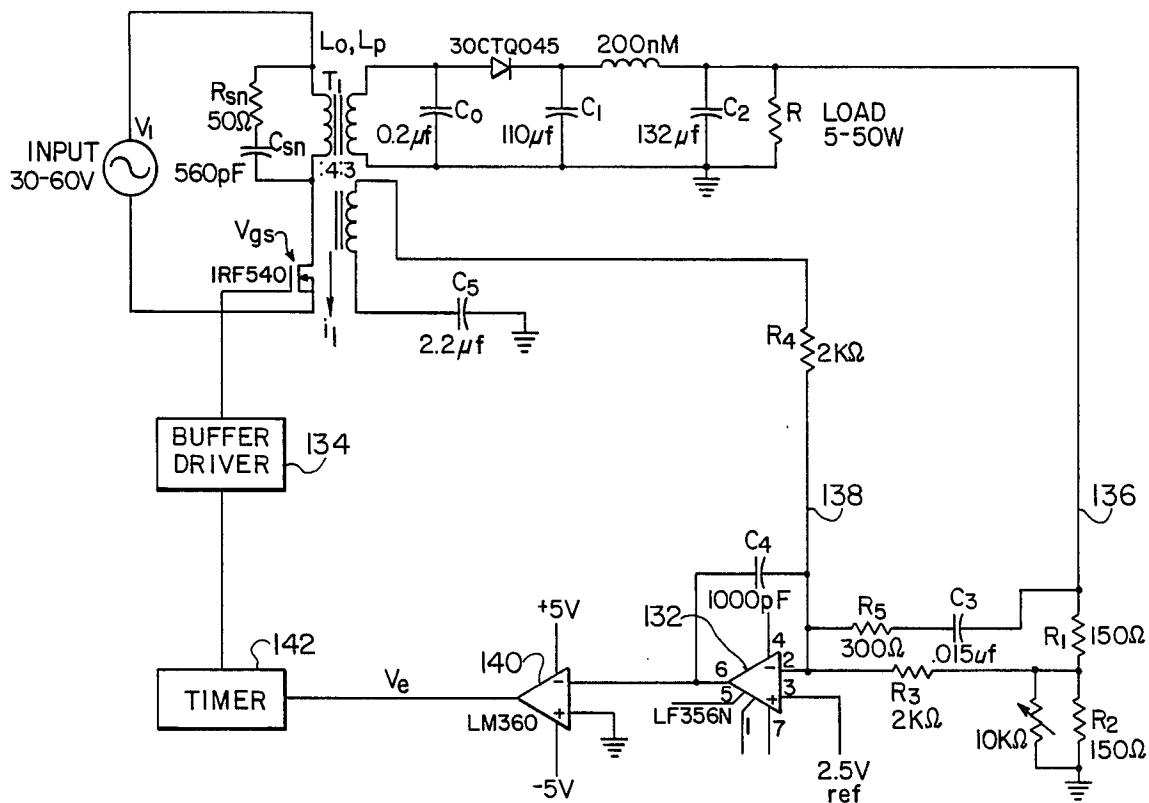 Lo, Lp
30CTQ045
200nM
T1
Rsn
50Ω
Csn
560pF
V1
INPUT
30-60V
:4:3
Co
0.2µf
C1
110µf
C2
132µf
R
LOAD
5-50W
Vgs
IRF540
i1
C5
2.2µf
R4
2KΩ
BUFFER
DRIVER
134
138
136
C4
1000pF
132
R5
300Ω
C3
.015uf
R1
150Ω
+5V
140
LM360
-5V
142
TIMER
Ve
6
4
2
-
3
+
5
1
7
LF356N
-
+
R3
2KΩ
10KΩ
R2
150Ω
2.5V
ref